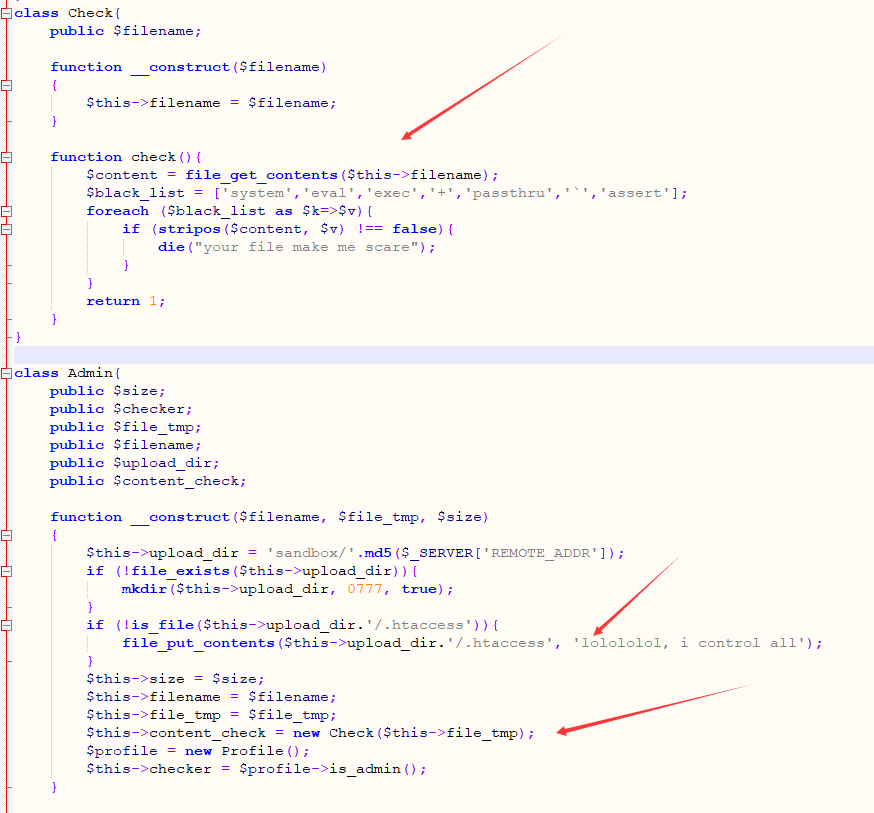 class Check{
    public $filename;

    function __construct($filename)
    {
        $this->filename = $filename;
    }

    function check(){
        $content = file_get_contents($this->filename);
        $black_list = ['system','eval','exec','+','passthru','`','assert'];
        foreach ($black_list as $k=>$v){
            if (stripos($content, $v) !== false){
                die("your file make me scare");
            }
        }
        return 1;
    }
}

class Admin{
    public $size;
    public $checker;
    public $file_tmp;
    public $filename;
    public $upload_dir;
    public $content_check;

    function __construct($filename, $file_tmp, $size)
    {
        $this->upload_dir = 'sandbox/'.md5($_SERVER['REMOTE_ADDR']);
        if (!file_exists($this->upload_dir)){
            mkdir($this->upload_dir, 0777, true);
        }
        if (!is_file($this->upload_dir.'/.htaccess')){
            file_put_contents($this->upload_dir.'/.htaccess', 'lolololol, i control all');
        }
        $this->size = $size;
        $this->filename = $filename;
        $this->file_tmp = $file_tmp;
        $this->content_check = new Check($this->file_tmp);
        $profile = new Profile();
        $this->checker = $profile->is_admin();
    }